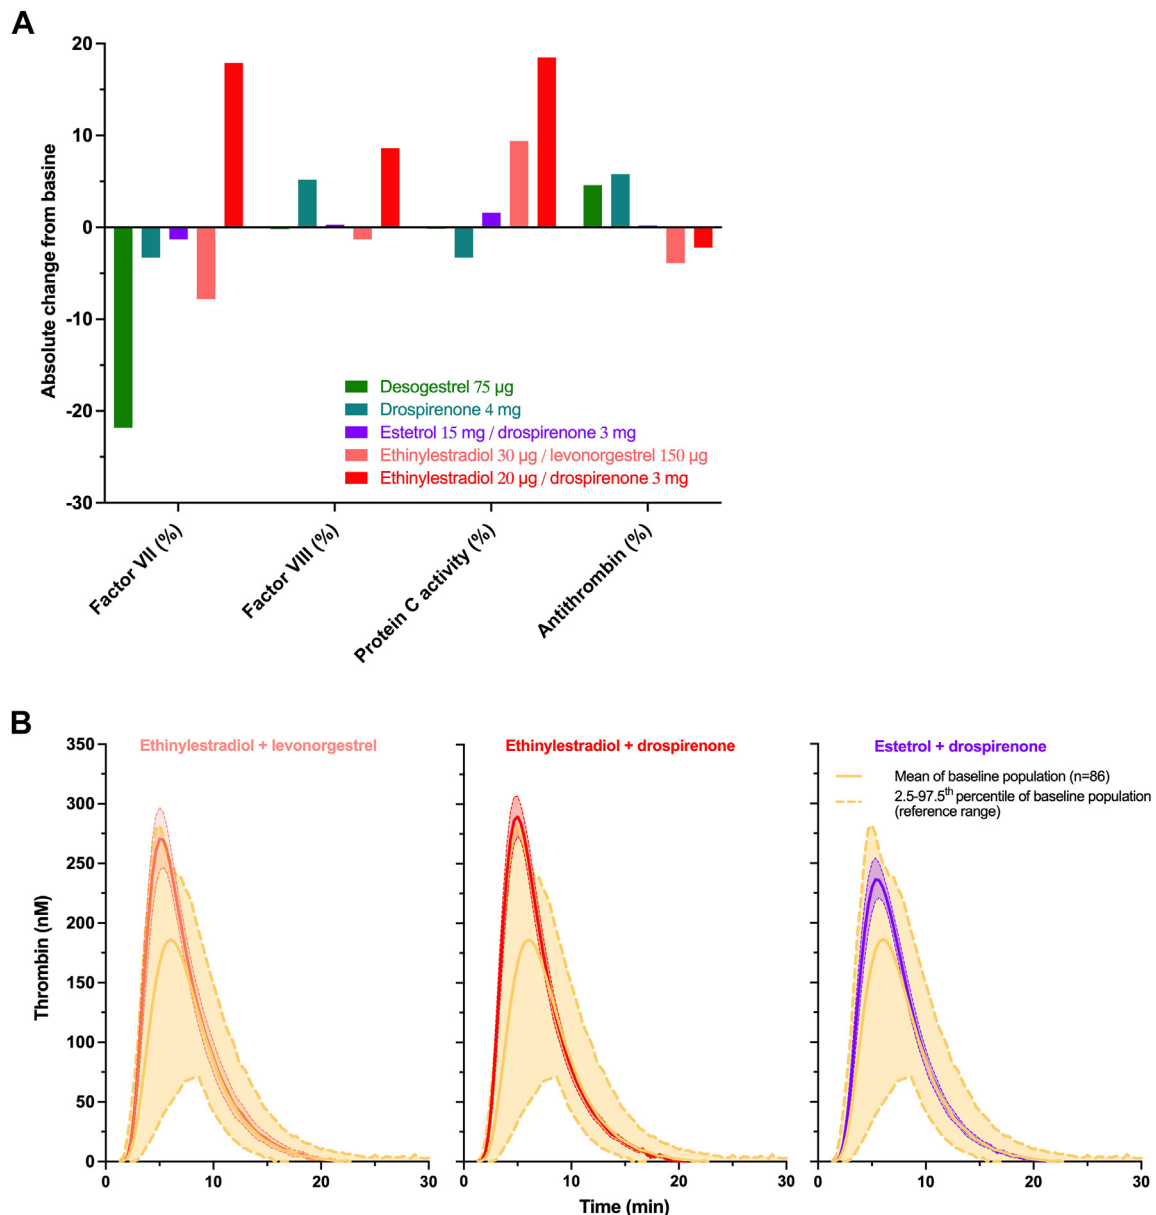 A
Absolute change from basine
20
10
0
-10
-20
-30
Desogestrel 75 µg
Drospirenone 4 mg
Estetrol 15 mg / drospirenone 3 mg
Ethinylestradiol 30 µg / levonorgestrel 150 µg
Ethinylestradiol 20 µg / drospirenone 3 mg
Factor VII (%)
Factor VIII (%)
Protein C activity (%)
Antithrombin (%)
B
Thrombin (nM)
350
300
250
200
150
100
50
0
Ethinylestradiol + levonorgestrel
0 10 20 30
Ethinylestradiol + drospirenone
0 10 20 30
Estetrol + drospirenone
Mean of baseline population (n=86)
2.5-97.5th percentile of baseline population
(reference range)
0 10 20 30
Time (min)